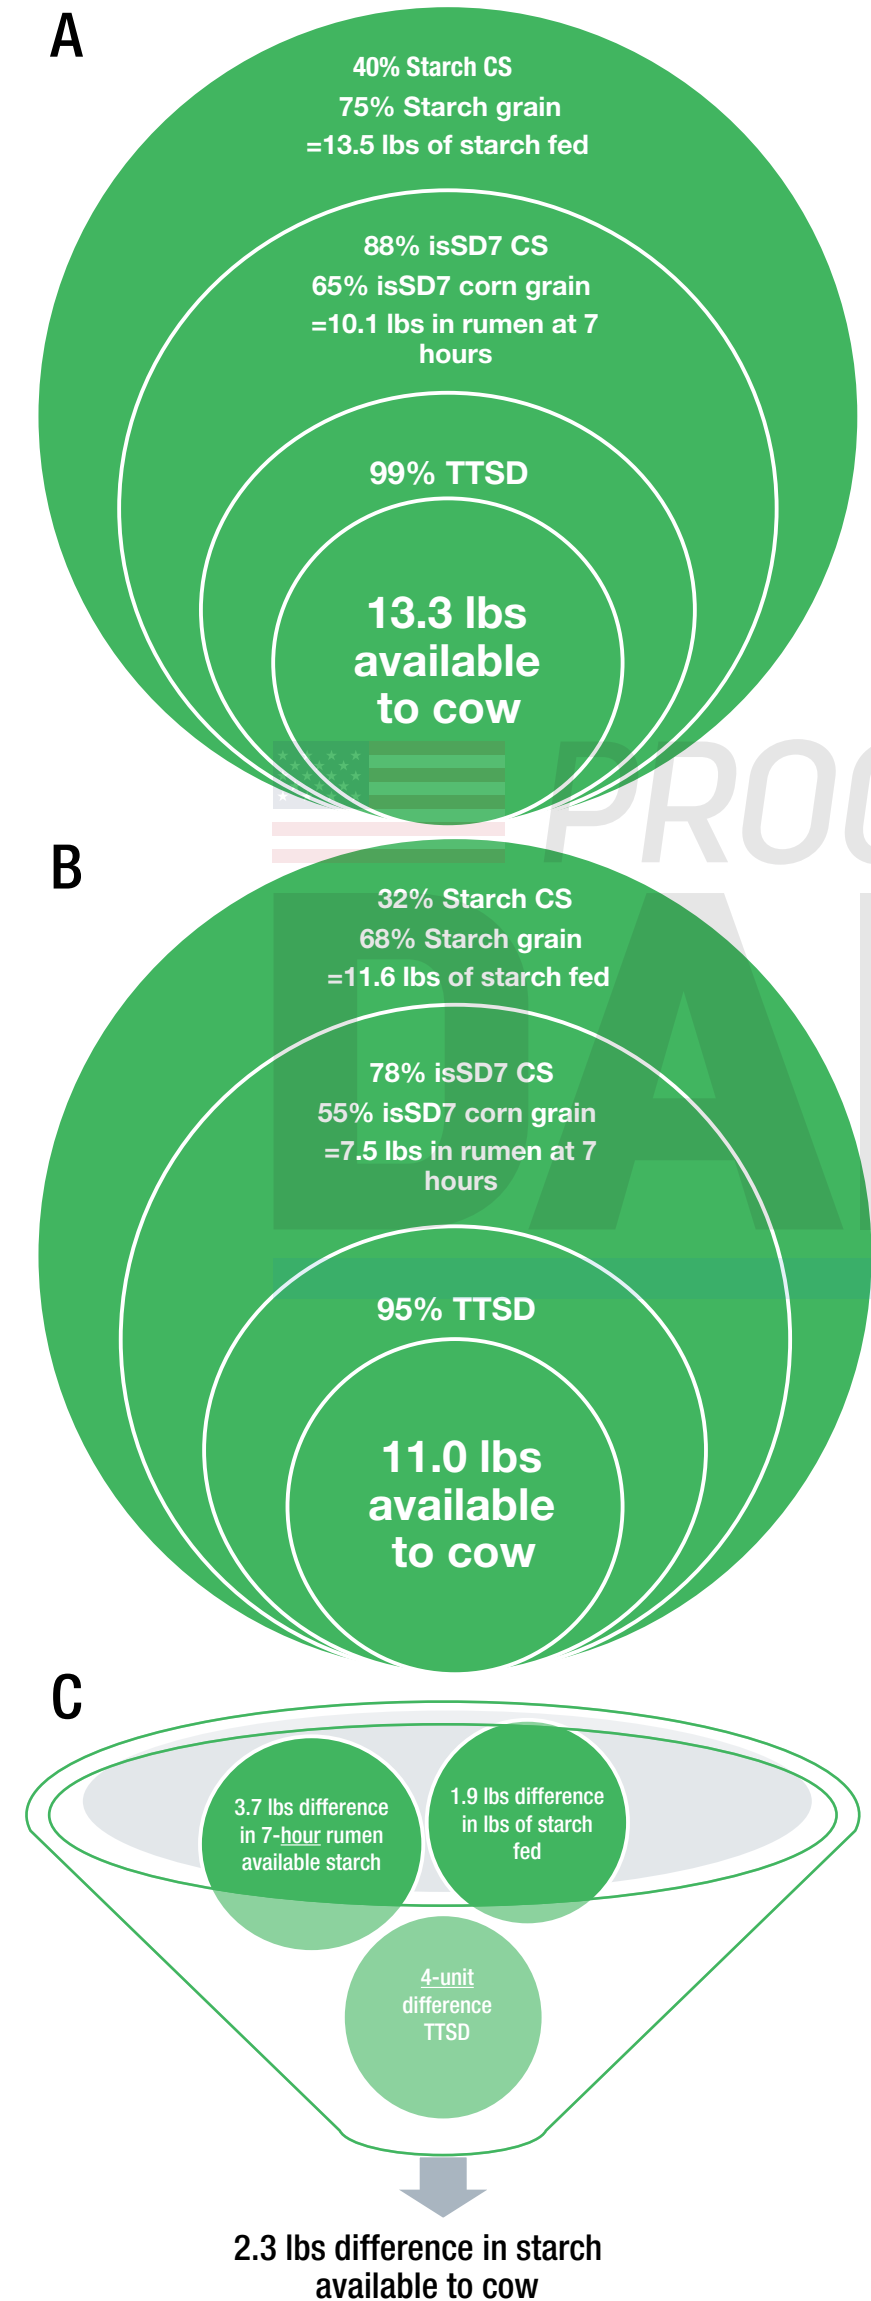 A
40% Starch CS
75% Starch grain
=13.5 lbs of starch fed
88% isSD7 CS
65% isSD7 corn grain
=10.1 lbs in rumen at 7
hours
99% TTSD
13.3 lbs
available
to cow
B
32% Starch CS
68% Starch grain
=11.6 lbs of starch fed
78% isSD7 CS
55% isSD7 corn grain
=7.5 lbs in rumen at 7
hours
95% TTSD
11.0 lbs
available
to cow
C
3.7 lbs difference
in 7-hour rumen
available starch
1.9 lbs difference
in lbs of starch
fed
4-unit
difference
TTSD
2.3 lbs difference in starch
available to cow